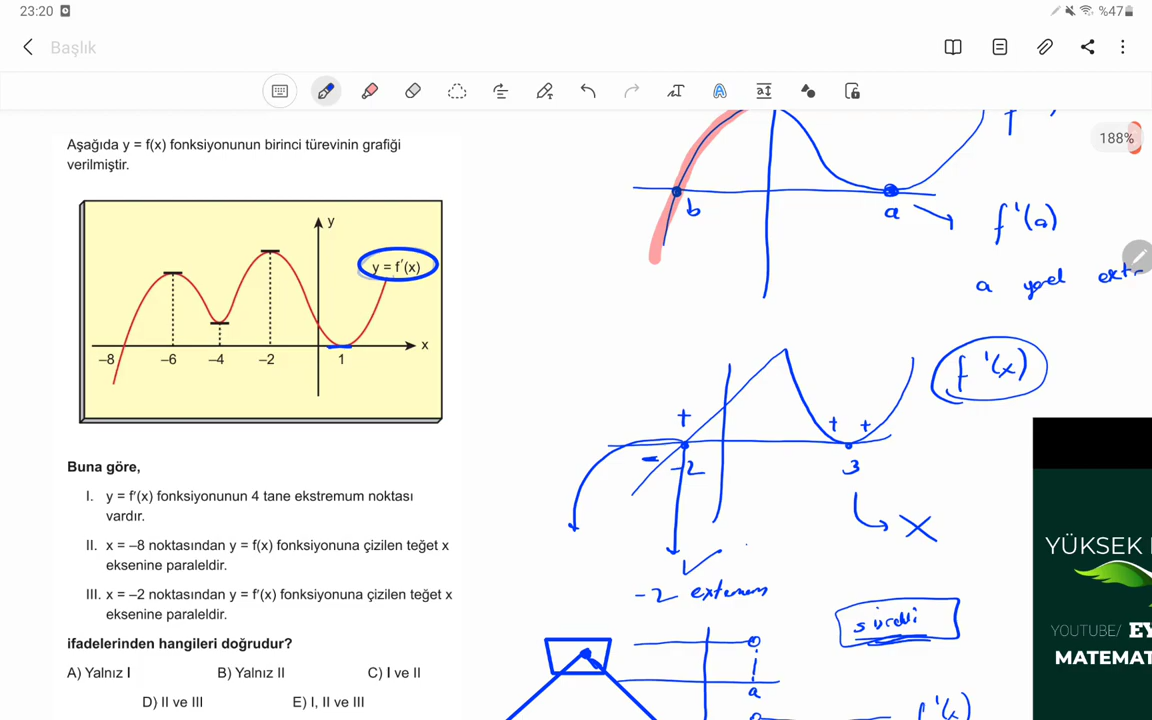 23:20
%47
Başlık
188%
Aşağıda y = f(x) fonksiyonunun birinci türevinin grafiği
verilmiştir.
y
y = f'(x)
–8 –6 –4 –2 1 x
Buna göre,
I. y = f'(x) fonksiyonunun 4 tane ekstremum noktası
vardır.
II. x = –8 noktasından y = f(x) fonksiyonuna çizilen teğet x
eksenine paraleldir.
III. x = –2 noktasından y = f'(x) fonksiyonuna çizilen teğet x
eksenine paraleldir.
ifadelerinden hangileri doğrudur?
A) Yalnız I B) Yalnız II C) I ve II
D) II ve III E) I, II ve III
b a
f'(a)
a yerel extr
f'(x)
+ + +
- -2 3
X
-2 extemum
sürekli
a
f'(x)
YÜKSEK
YOUTUBE/ EY
MATEMAT